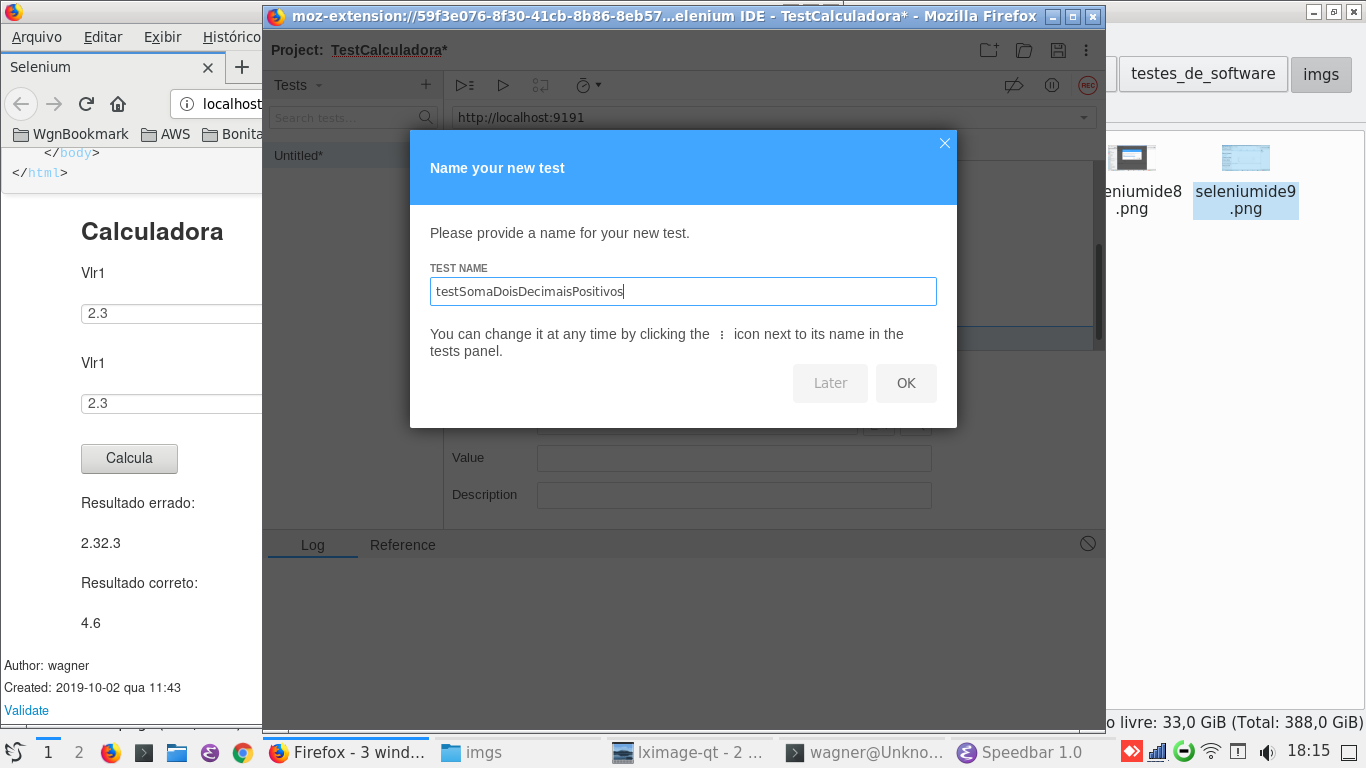 moz-extension://59f3e076-8f30-41cb-8b86-8eb57...elenium IDE - TestCalculadora* - Mozilla Firefox
Arquivo Editar Exibir Histórico
Selenium
localhost
WgnBookmark AWS Bonita
</body>
</html>
Calculadora
Vlr1
2.3
Vlr1
2.3
Calcula
Resultado errado:
2.32.3
Resultado correto:
4.6
Author: wagner
Created: 2019-10-02 qua 11:43
Validate
Project: TestCalculadora*
Tests
REC
Search tests...
http://localhost:9191
Untitled*
Name your new test
Please provide a name for your new test.
TEST NAME
testSomaDoisDecimaisPositivos
You can change it at any time by clicking the ⋮ icon next to its name in the
tests panel.
Later OK
Value
Description
Log Reference
testes_de_software imgs
eniumide8
.png
seleniumide9
.png
o livre: 33,0 GiB (Total: 388,0 GiB)
1 2 Firefox - 3 wind... imgs lximage-qt - 2 ... wagner@Unkno... Speedbar 1.0 18:15